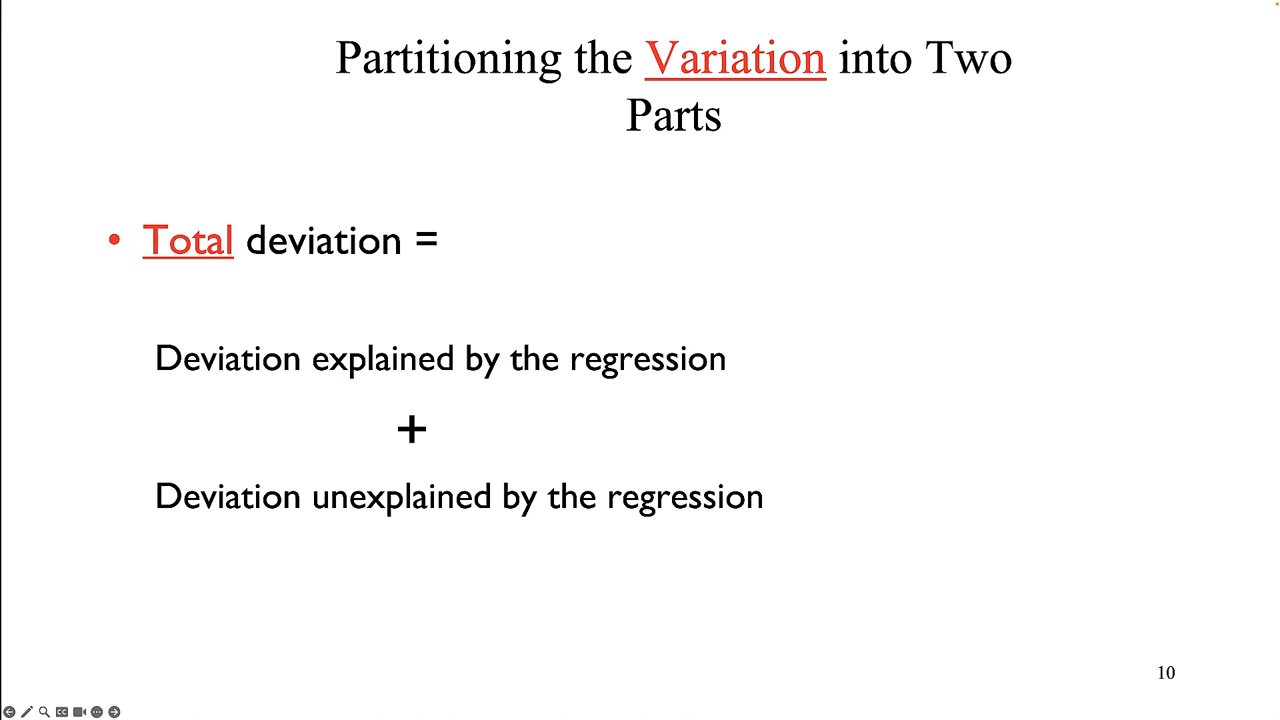 Partitioning the Variation into Two
Parts
• Total deviation =
Deviation explained by the regression
+
Deviation unexplained by the regression
10